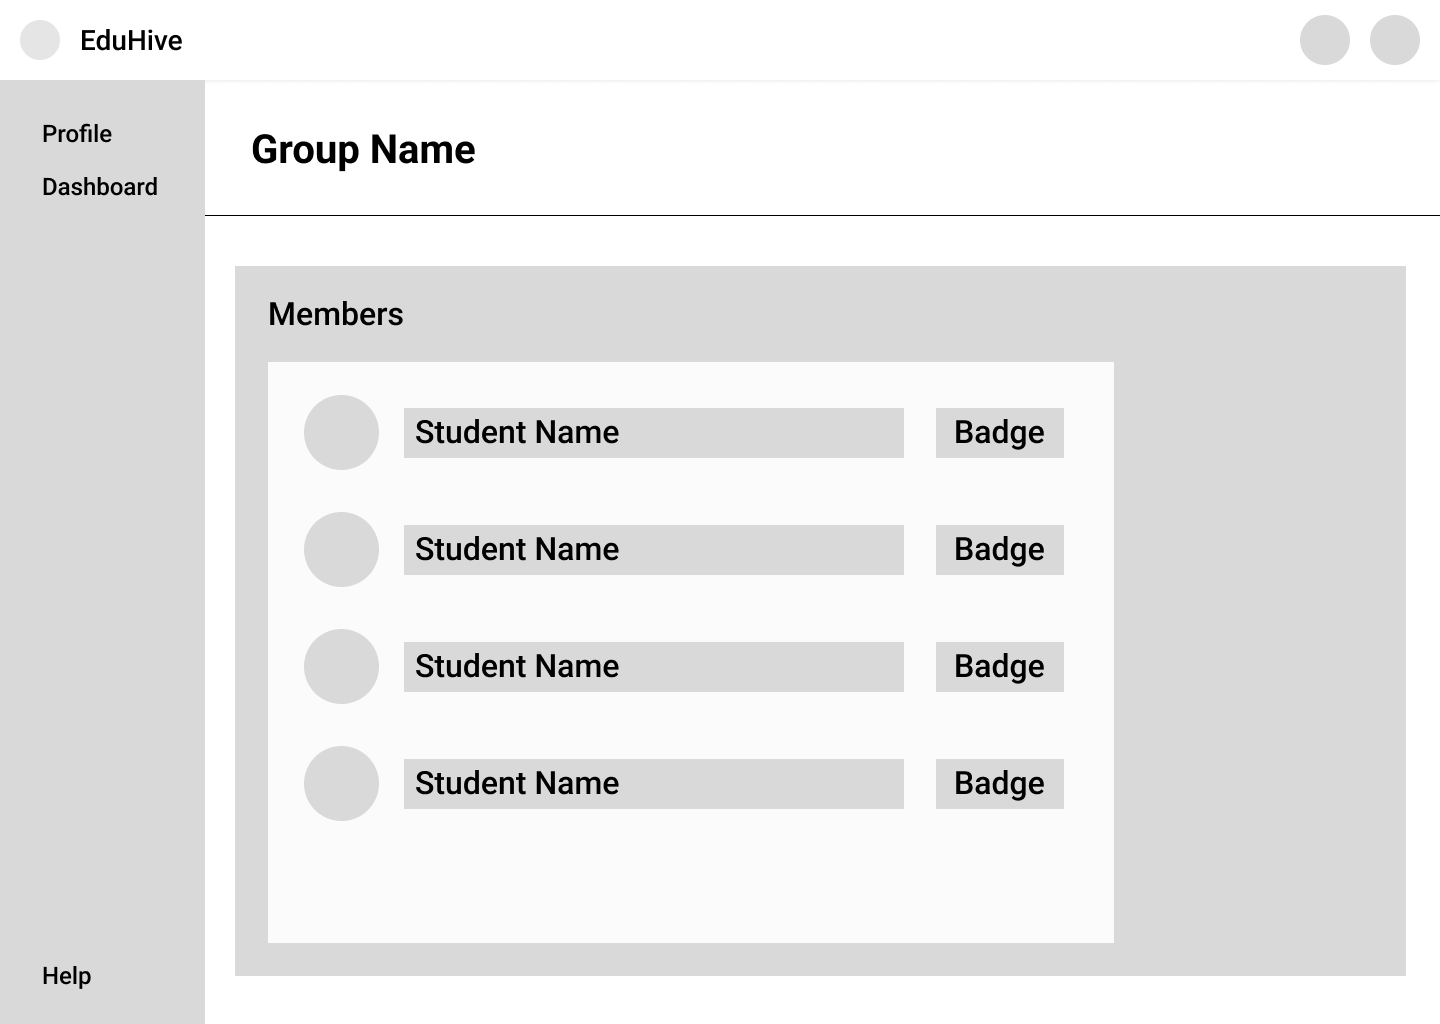 EduHive
Profile
Dashboard
Group Name
Members
Student Name Badge
Student Name Badge
Student Name Badge
Student Name Badge
Help